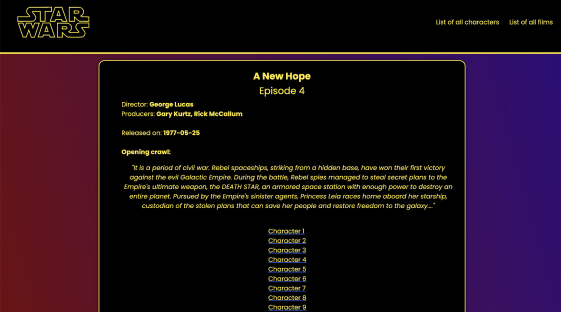 STAR
WARS
List of all characters
List of all films
A New Hope
Episode 4
Director: George Lucas
Producers: Gary Kurtz, Rick McCallum
Released on: 1977-05-25
Opening crawl:
"It is a period of civil war. Rebel spaceships, striking from a hidden base, have won their first victory
against the evil Galactic Empire. During the battle, Rebel spies managed to steal secret plans to the
Empire's ultimate weapon, the DEATH STAR, an armored space station with enough power to destroy an
entire planet. Pursued by the Empire's sinister agents, Princess Leia races home aboard her starship,
custodian of the stolen plans that can save her people and restore freedom to the galaxy...."
Character 1
Character 2
Character 3
Character 4
Character 5
Character 6
Character 7
Character 8
Character 9